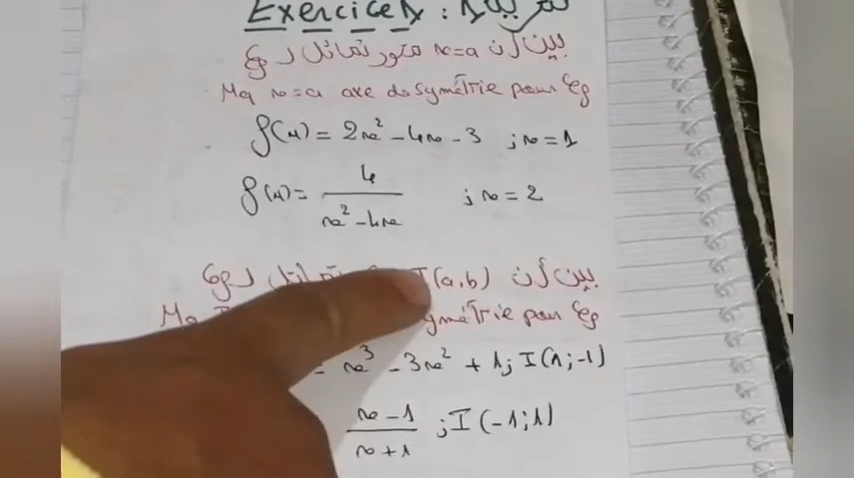 Exercice 1 : تمرين 1
بين أن x=a محور تماثل ل Cf
Mq x=a axe de symétrie pour Cf
f(x) = 2x² - 4x - 3 ; x = 1
f(x) = 4 / (x² - 4x) ; x = 2
بين أن I(a,b) تماثل ل Cf
Mq symétrie pour Cf
= x³ - 3x² + 1 ; I(1;-1)
(x - 1) / (x + 1) ; I(-1;1)